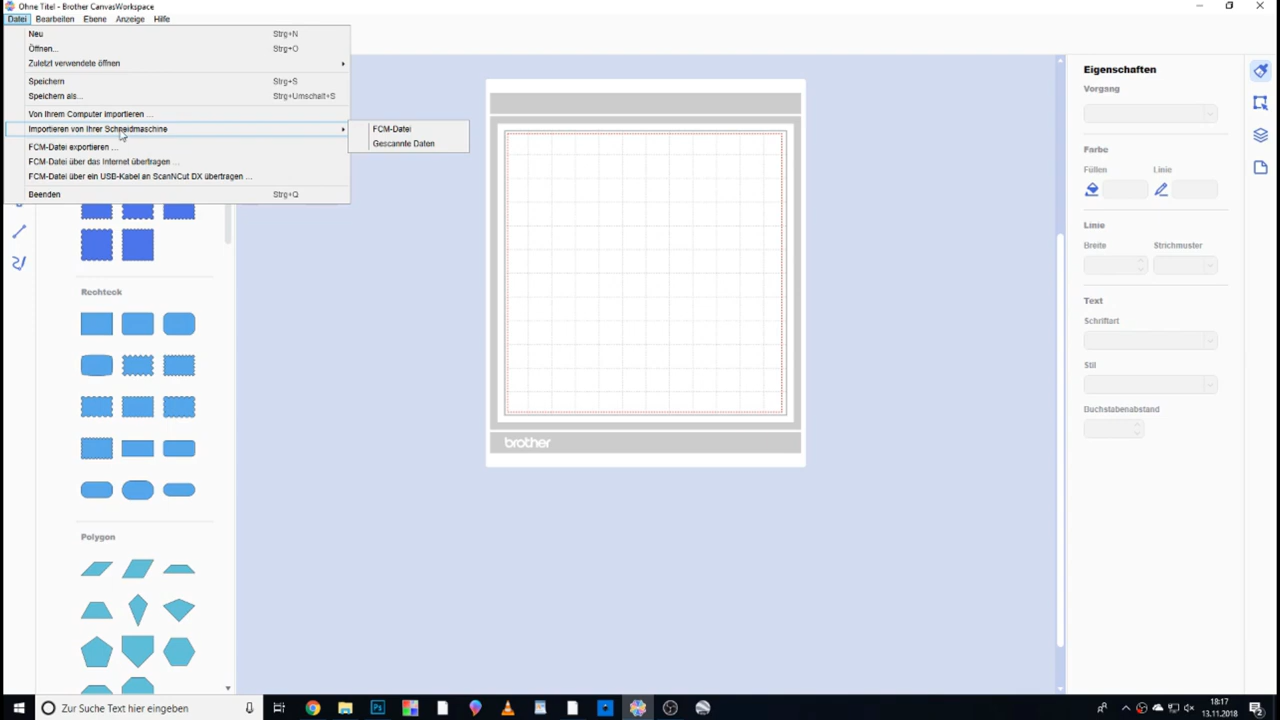 Ohne Titel - Brother CanvasWorkspace
Datei Bearbeiten Ebene Anzeige Hilfe
Neu Strg+N
Öffnen... Strg+O
Zuletzt verwendete öffnen
Speichern Strg+S
Speichern als... Strg+Umschalt+S
Von Ihrem Computer importieren ...
Importieren von Ihrer Schneidmaschine
FCM-Datei
Gescannte Daten
FCM-Datei exportieren ...
FCM-Datei über das Internet übertragen ...
FCM-Datei über ein USB-Kabel an ScanNCut DX übertragen ...
Beenden Strg+Q
Rechteck
Polygon
brother
Eigenschaften
Vorgang
Farbe
Füllen Linie
Linie
Breite Strichmuster
Text
Schriftart
Stil
Buchstabenabstand
Zur Suche Text hier eingeben
Ps
18:17
13.11.2018
2